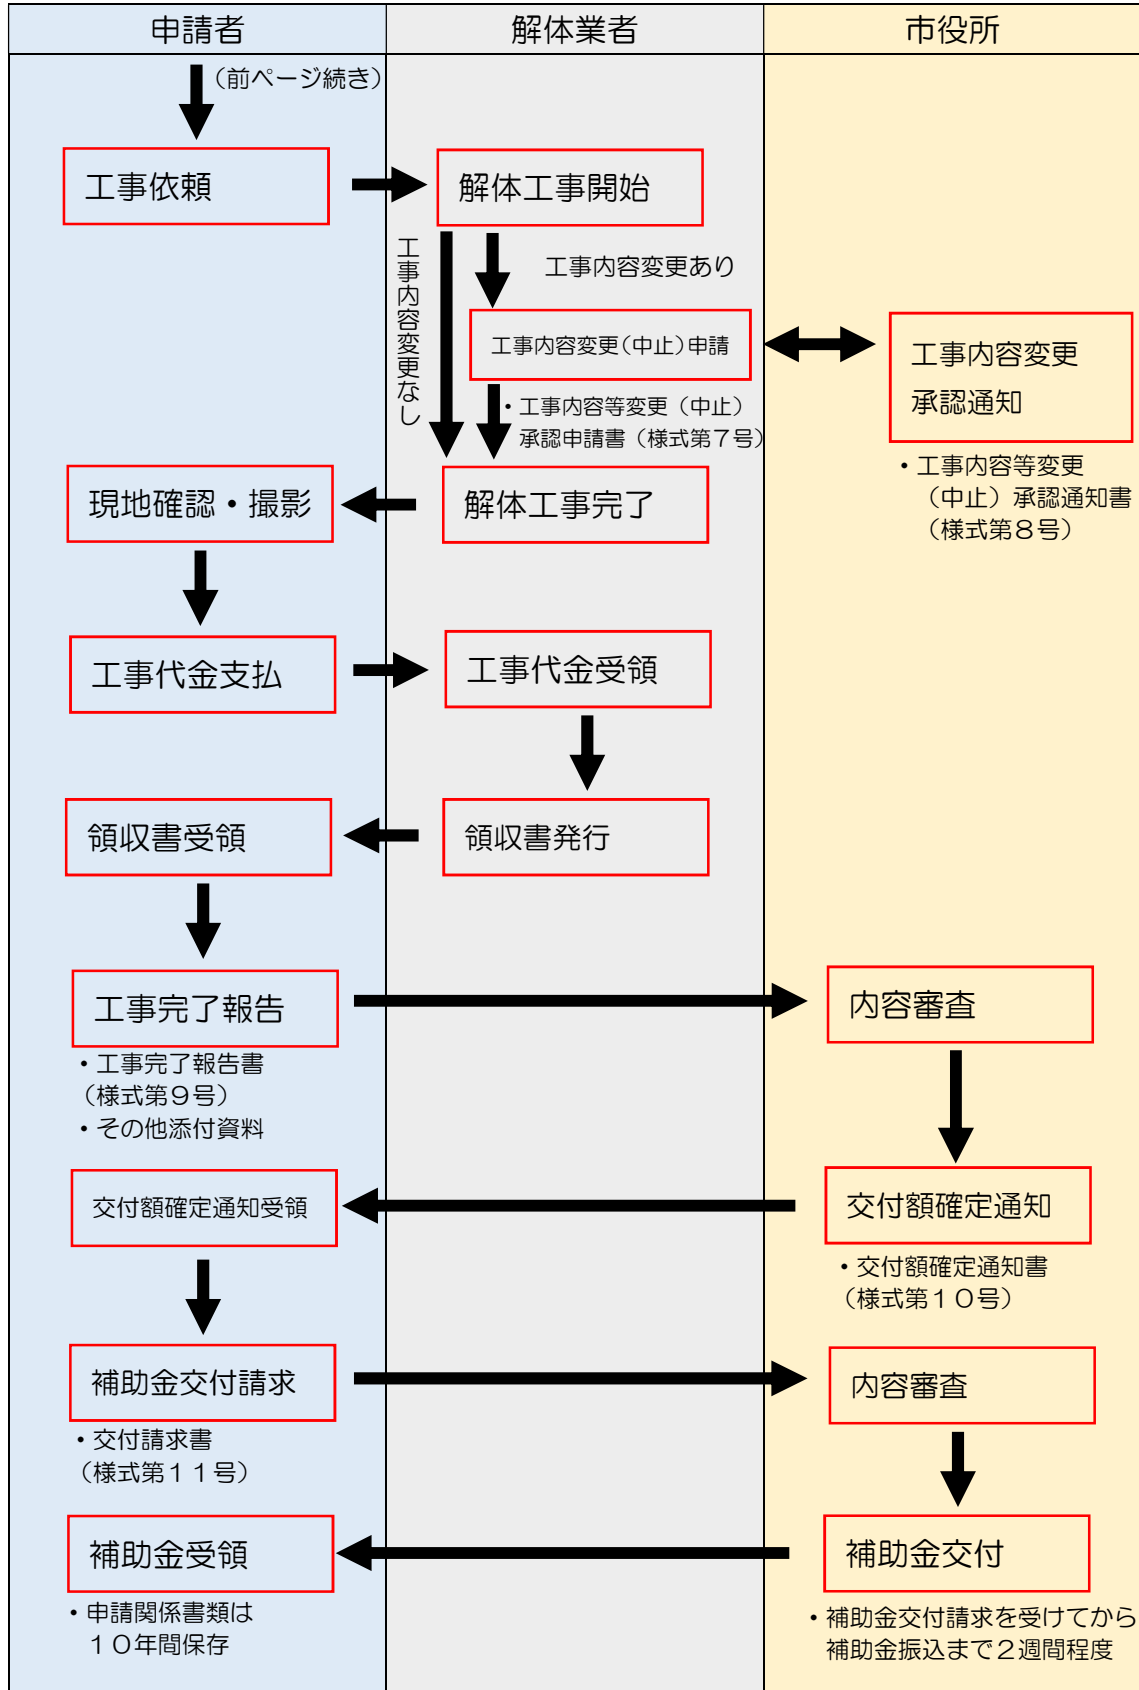 申請者
解体業者
市役所
（前ページ続き）
工事依頼
解体工事開始
工事内容変更なし
工事内容変更あり
工事内容変更（中止）申請
工事内容変更
承認通知
・工事内容等変更（中止）
承認申請書（様式第７号）
・工事内容等変更
（中止）承認通知書
（様式第８号）
現地確認・撮影
解体工事完了
工事代金支払
工事代金受領
領収書受領
領収書発行
工事完了報告
内容審査
・工事完了報告書
（様式第９号）
・その他添付資料
交付額確定通知受領
交付額確定通知
・交付額確定通知書
（様式第１０号）
補助金交付請求
内容審査
・交付請求書
（様式第１１号）
補助金受領
補助金交付
・申請関係書類は
１０年間保存
・補助金交付請求を受けてから
補助金振込まで２週間程度